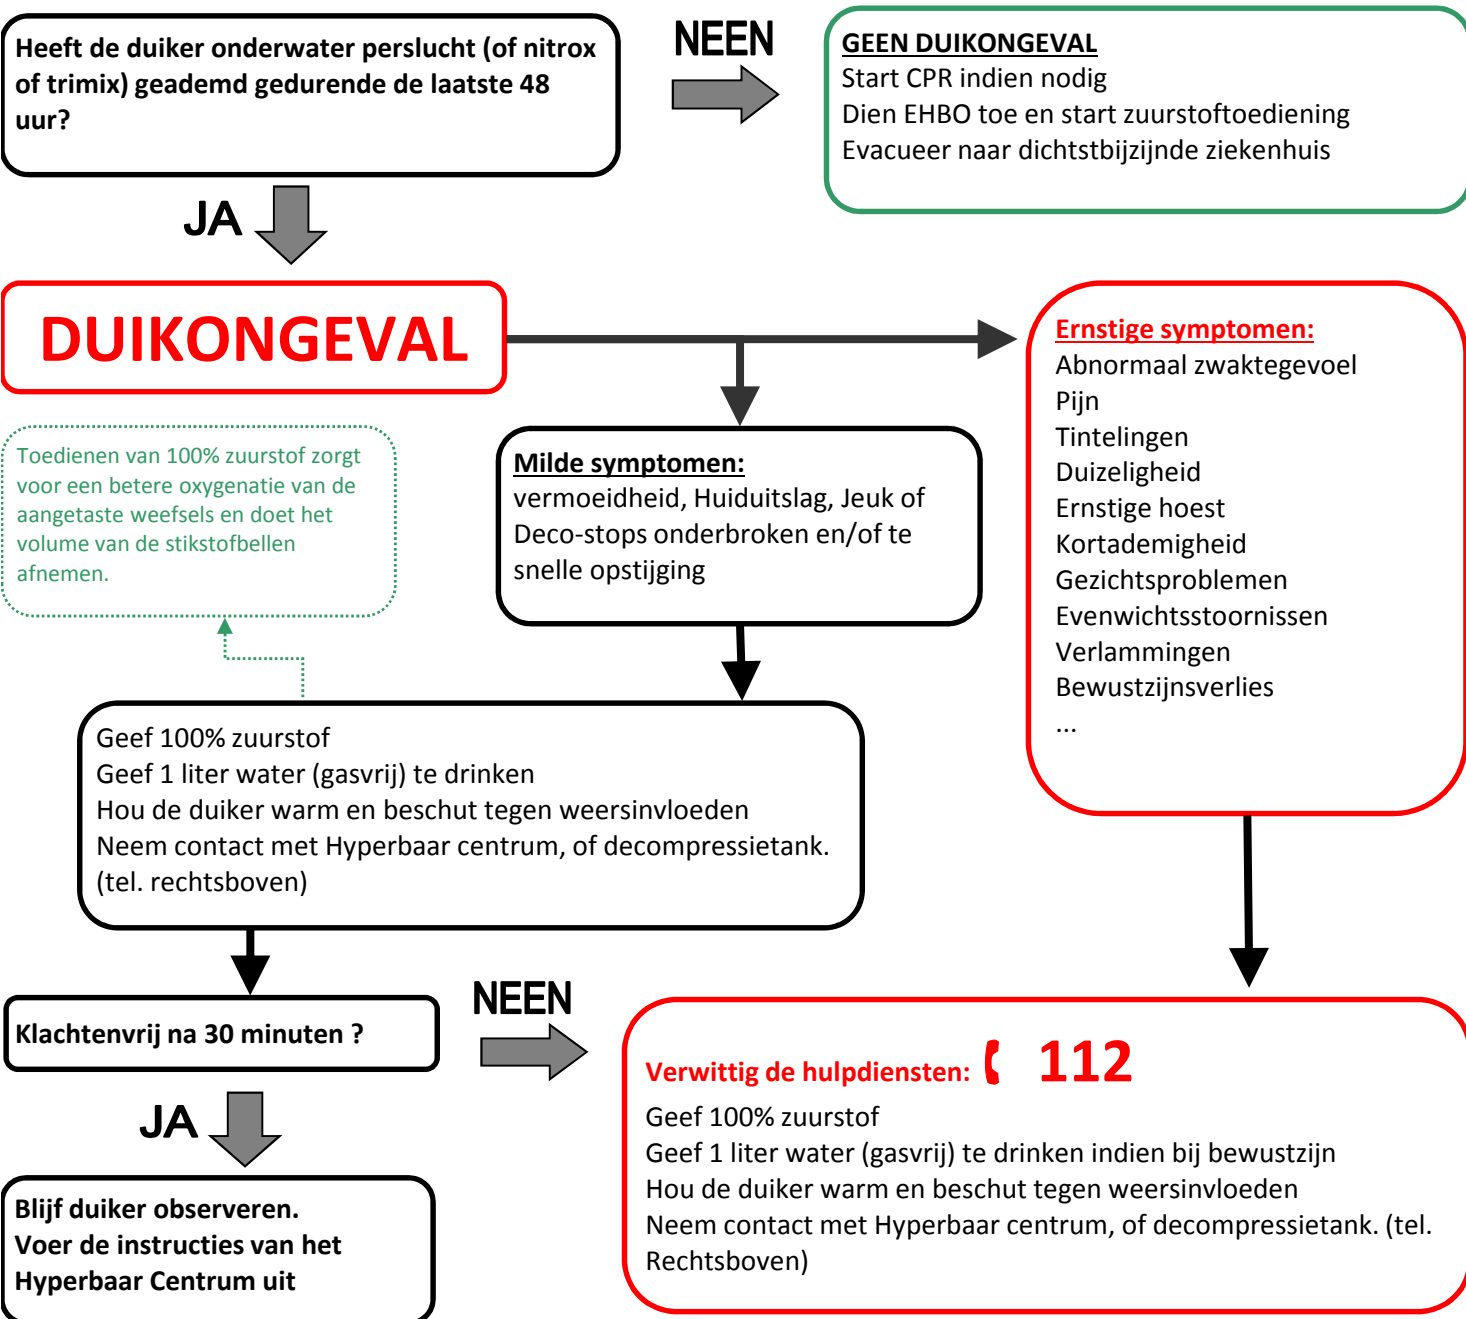 Heeft de duiker onderwater perslucht (of nitrox
of trimix) geademd gedurende de laatste 48
uur?
NEEN
GEEN DUIKONGEVAL
Start CPR indien nodig
Dien EHBO toe en start zuurstoftoediening
Evacueer naar dichtstbijzijnde ziekenhuis
JA
DUIKONGEVAL
Ernstige symptomen:
Abnormaal zwaktegevoel
Pijn
Tintelingen
Duizeligheid
Ernstige hoest
Kortademigheid
Gezichtsproblemen
Evenwichtsstoornissen
Verlammingen
Bewustzijnsverlies
...
Toedienen van 100% zuurstof zorgt
voor een betere oxygenatie van de
aangetaste weefsels en doet het
volume van de stikstofbellen
afnemen.
Milde symptomen:
vermoeidheid, Huiduitslag, Jeuk of
Deco-stops onderbroken en/of te
snelle opstijging
Geef 100% zuurstof
Geef 1 liter water (gasvrij) te drinken
Hou de duiker warm en beschut tegen weersinvloeden
Neem contact met Hyperbaar centrum, of decompressietank.
(tel. rechtsboven)
Klachtenvrij na 30 minuten ?
NEEN
Verwittig de hulpdiensten: 112
Geef 100% zuurstof
Geef 1 liter water (gasvrij) te drinken indien bij bewustzijn
Hou de duiker warm en beschut tegen weersinvloeden
Neem contact met Hyperbaar centrum, of decompressietank. (tel.
Rechtsboven)
JA
Blijf duiker observeren.
Voer de instructies van het
Hyperbaar Centrum uit